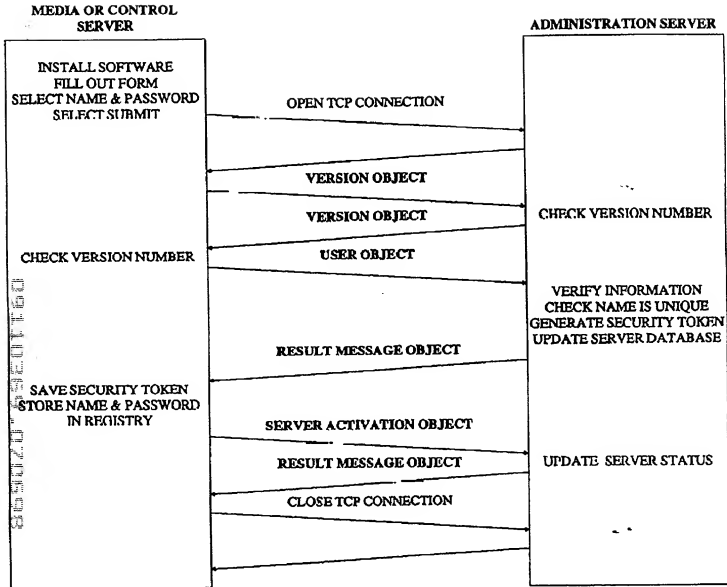 MEDIA OR CONTROL
SERVER
ADMINISTRATION SERVER
INSTALL SOFTWARE
FILL OUT FORM
SELECT NAME & PASSWORD
SELECT SUBMIT
OPEN TCP CONNECTION
VERSION OBJECT
VERSION OBJECT
CHECK VERSION NUMBER
CHECK VERSION NUMBER
USER OBJECT
VERIFY INFORMATION
CHECK NAME IS UNIQUE
GENERATE SECURITY TOKEN
UPDATE SERVER DATABASE
RESULT MESSAGE OBJECT
SAVE SECURITY TOKEN
STORE NAME & PASSWORD
IN REGISTRY
SERVER ACTIVATION OBJECT
RESULT MESSAGE OBJECT
UPDATE SERVER STATUS
CLOSE TCP CONNECTION